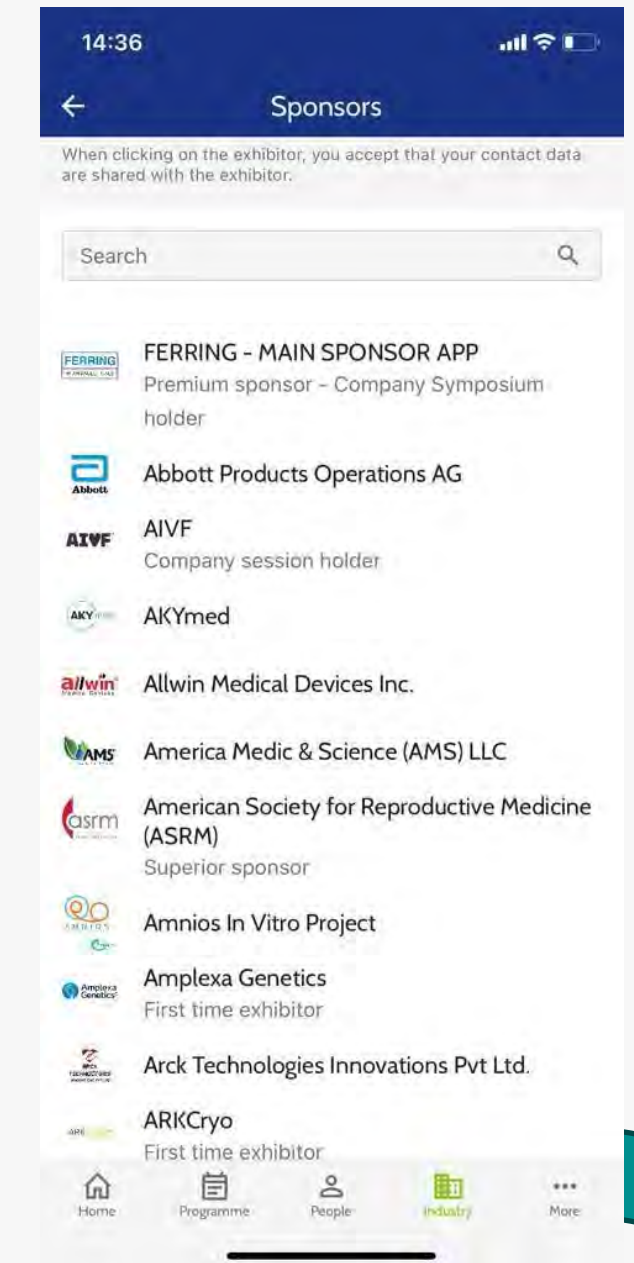 14:36
Sponsors
When clicking on the exhibitor, you accept that your contact data
are shared with the exhibitor.
Search
FERRING
FERRING - MAIN SPONSOR APP
Premium sponsor - Company Symposium
holder
Abbott
Abbott Products Operations AG
AIVF
AIVF
Company session holder
AKY
AKYmed
allwin
Allwin Medical Devices Inc.
AMS
America Medic & Science (AMS) LLC
asrm
American Society for Reproductive Medicine
(ASRM)
Superior sponsor
AMNIOS
Amnios In Vitro Project
Amplexa
Genetics
Amplexa Genetics
First time exhibitor
Arck Technologies Innovations Pvt Ltd.
ARK
ARKCryo
First time exhibitor
Home
Programme
People
Industry
More